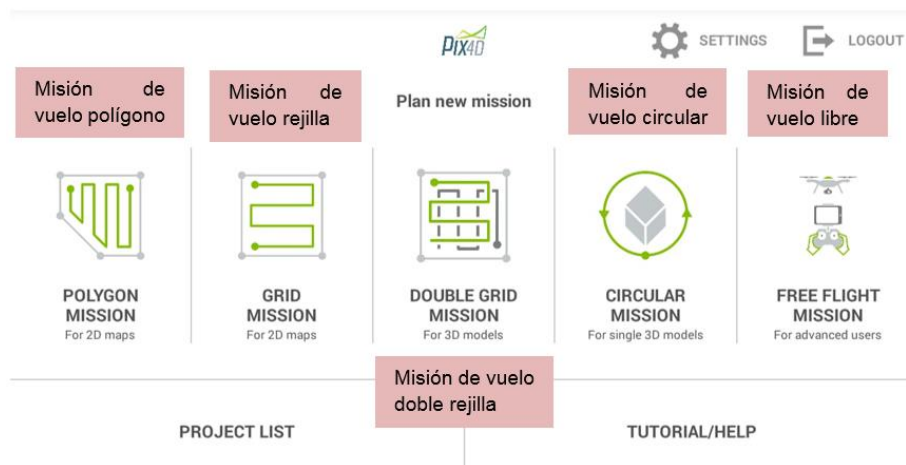 PIX4D
SETTINGS
LOGOUT
Misión de
vuelo polígono
Misión de
vuelo rejilla
Plan new mission
Misión de
vuelo circular
Misión de
vuelo libre
POLYGON
MISSION
For 2D maps
GRID
MISSION
For 2D maps
DOUBLE GRID
MISSION
For 3D models
CIRCULAR
MISSION
For single 3D models
FREE FLIGHT
MISSION
For advanced users
Misión de vuelo
doble rejilla
PROJECT LIST
TUTORIAL/HELP